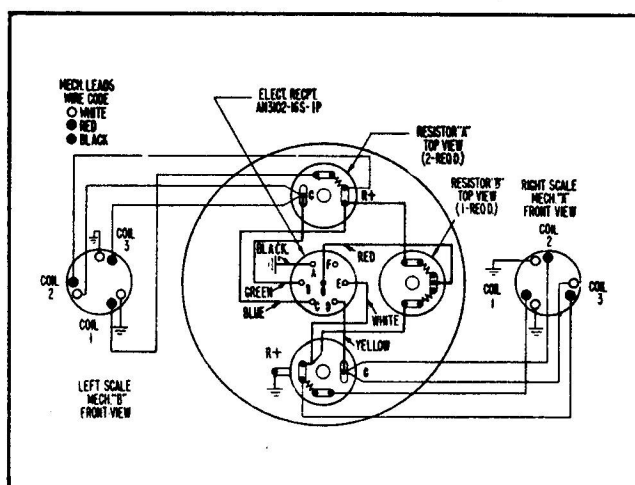 MECH. LEADS
WIRE CODE
WHITE
RED
BLACK
ELECT. RECPT.
AN3102-16S-1P
RESISTOR "A"
TOP VIEW
(2-REQD.)
RESISTOR "B"
TOP VIEW
(1-REQD.)
RIGHT SCALE
MECH. "A"
FRONT VIEW
COIL
2
COIL
3
COIL
2
COIL
1
G
R+
BLACK
RED
A
F
B
E
C
D
GREEN
BLUE
WHITE
YELLOW
COIL
1
COIL
3
R+
G
LEFT SCALE
MECH. "B"
FRONT VIEW